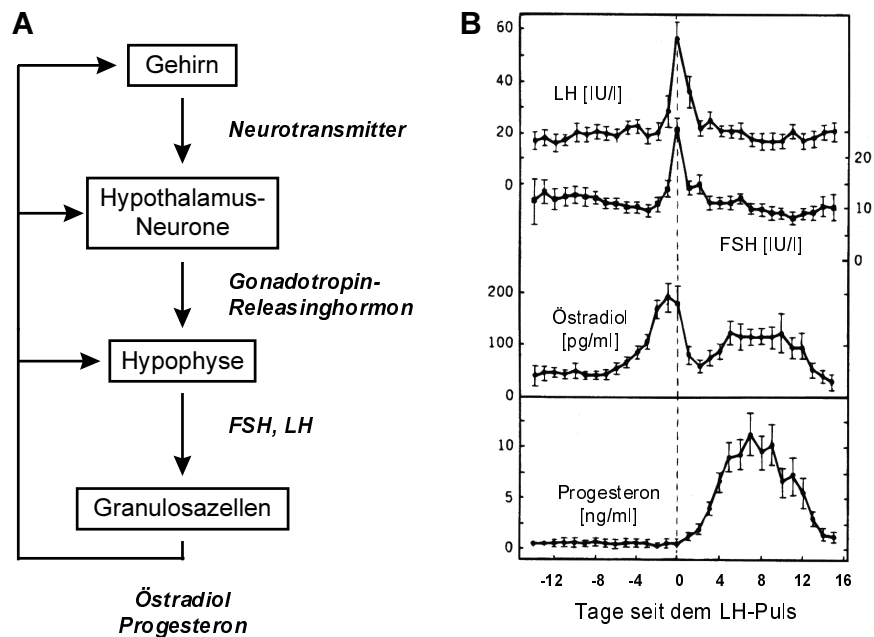 A
Gehirn
Neurotransmitter
Hypothalamus-
Neurone
Gonadotropin-
Releasinghormon
Hypophyse
FSH, LH
Granulosazellen
Östradiol
Progesteron
B
60
40
20
0
LH [IU/l]
20
10
0
FSH [IU/l]
200
100
0
Östradiol
[pg/ml]
10
5
0
Progesteron
[ng/ml]
-12 -8 -4 0 4 8 12 16
Tage seit dem LH-Puls